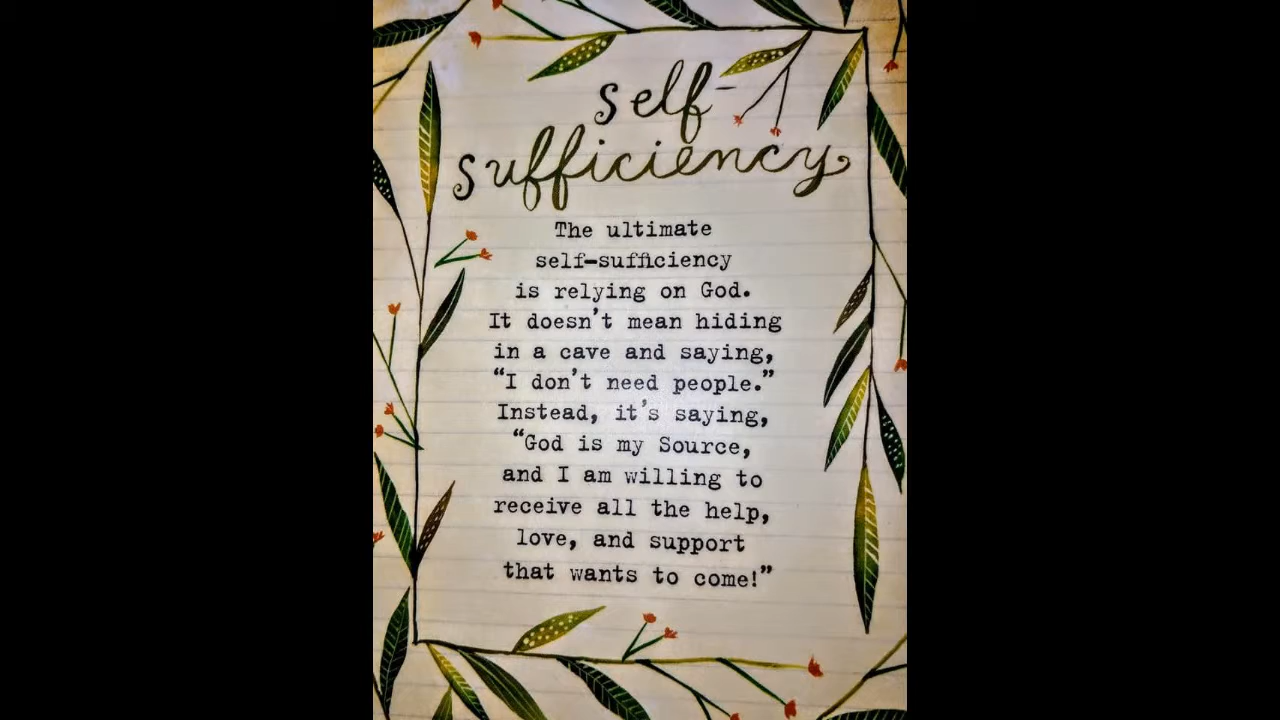 self-
sufficiency
The ultimate
self-sufficiency
is relying on God.
It doesn't mean hiding
in a cave and saying,
“I don't need people.”
Instead, it's saying,
“God is my Source,
and I am willing to
receive all the help,
love, and support
that wants to come!”